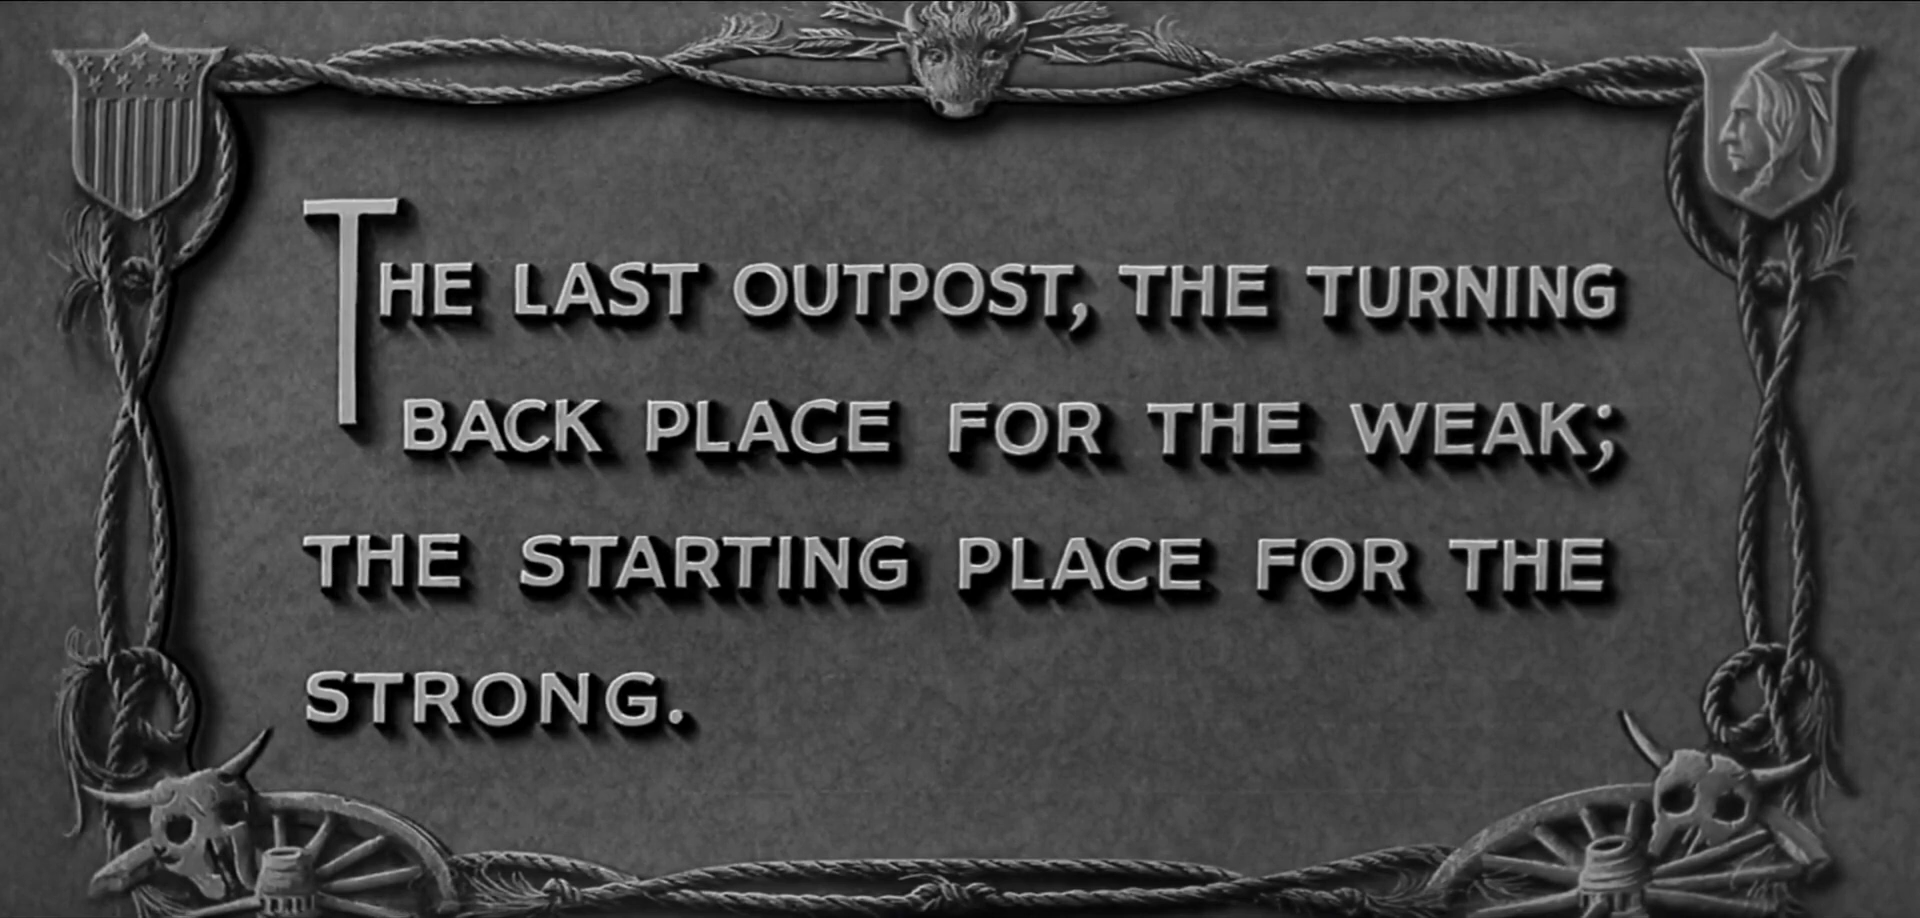 THE LAST OUTPOST, THE TURNING
BACK PLACE FOR THE WEAK;
THE STARTING PLACE FOR THE
STRONG.